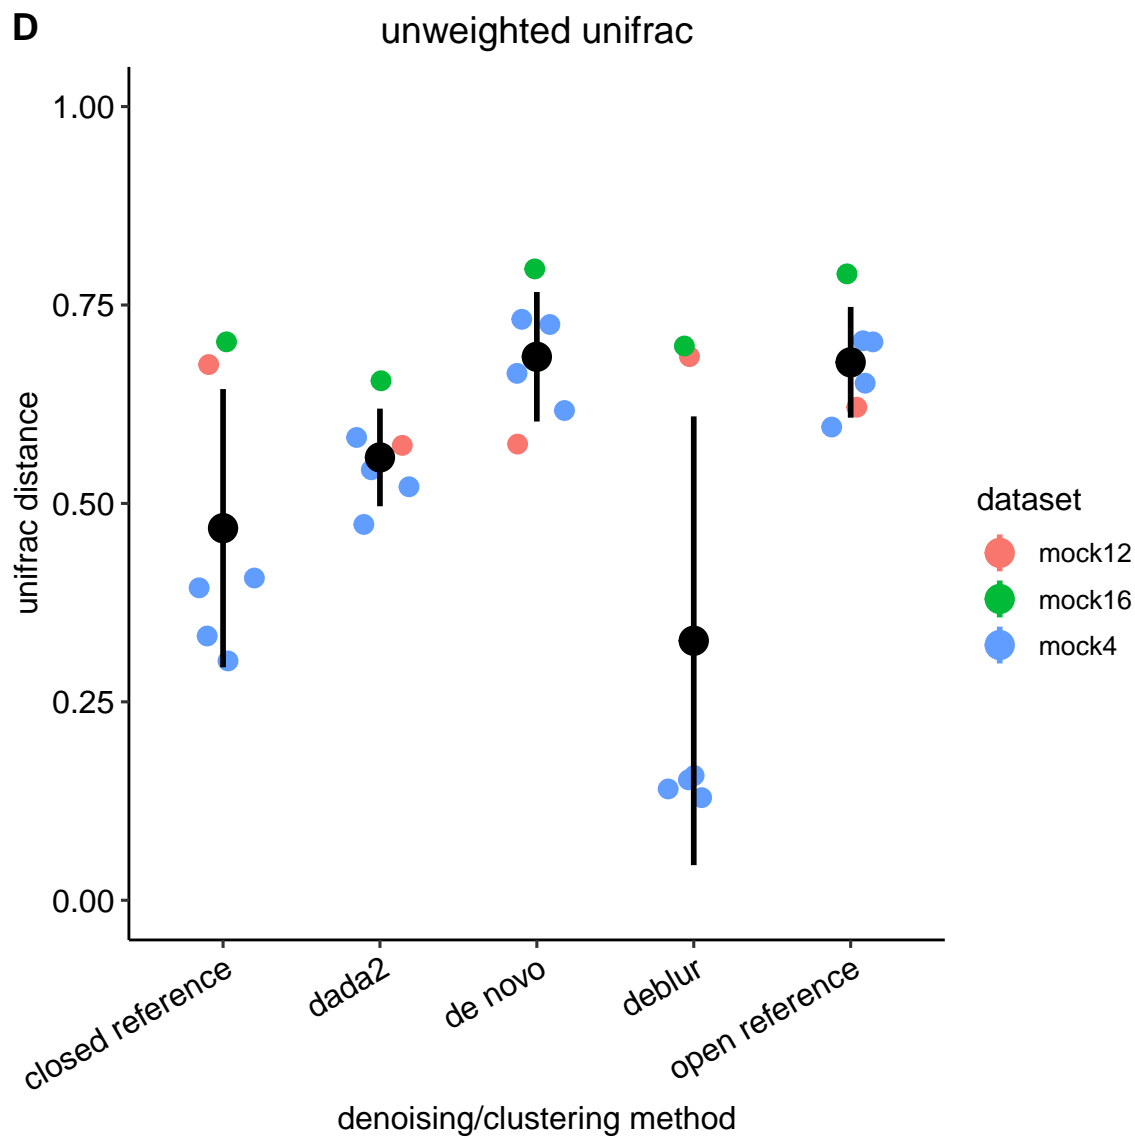 D
unweighted unifrac
1.00
0.75
0.50
0.25
0.00
unifrac distance
closed reference
dada2
de novo
deblur
open reference
denoising/clustering method
dataset
mock12
mock16
mock4